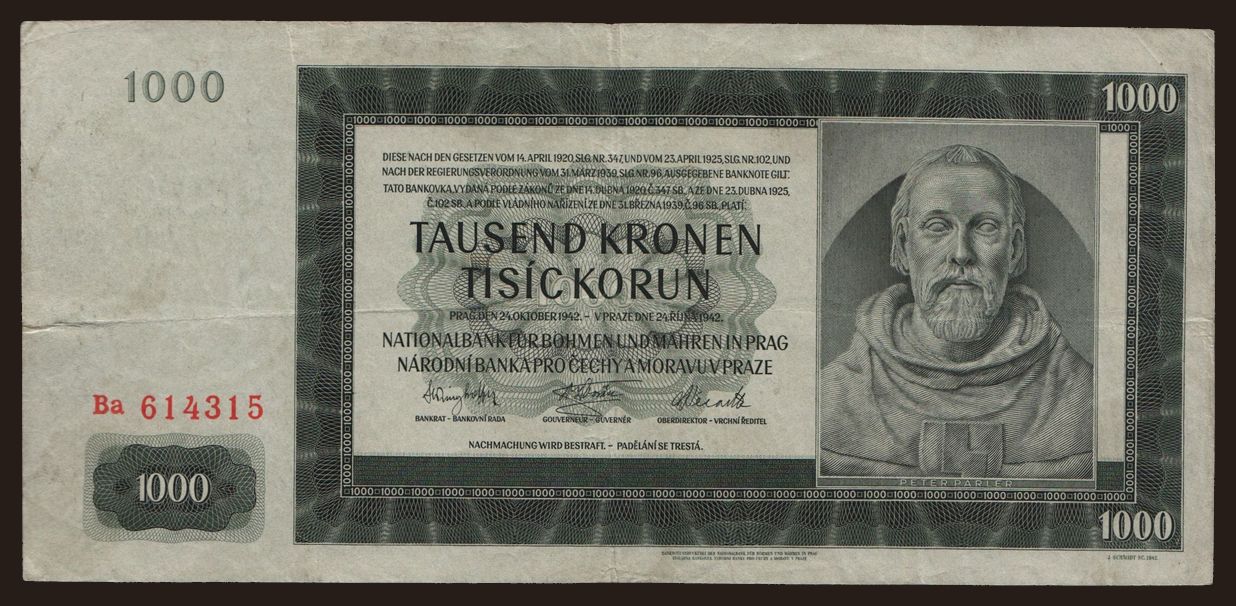 1000
1000
DIESE NACH DEN GESETZEN VOM 14. APRIL 1920, SLG. NR. 347, UND VOM 23. APRIL 1925, SLG. NR. 102, UND
NACH DER REGIERUNGSVERORDNUNG VOM 31. MÄRZ 1939, SLG. NR. 96, AUSGEGEBENE BANKNOTE GILT:
TATO BANKOVKA, VYDANÁ PODLE ZÁKONŮ ZE DNE 14. DUBNA 1920, Č. 347 SB., A ZE DNE 23. DUBNA 1925,
Č. 102 SB., A PODLE VLÁDNÍHO NAŘÍZENÍ ZE DNE 31. BŘEZNA 1939, Č. 96 SB., PLATÍ:
TAUSEND KRONEN
TISÍC KORUN
PRAG, DEN 24. OKTOBER 1942. – V PRAZE DNE 24. ŘÍJNA 1942.
NATIONALBANK FÜR BÖHMEN UND MÄHREN IN PRAG
NÁRODNÍ BANKA PRO ČECHY A MORAVU V PRAZE
BANKRAT – BANKOVNÍ RADA GOUVERNEUR – GUVERNÉR OBERDIREKTOR – VRCHNÍ ŘEDITEL
NACHMACHUNG WIRD BESTRAFT. – PADĚLÁNÍ SE TRESTÁ.
Ba 614315
1000
PETER PARLER
1000
J. SCHMIDT SC. 1942